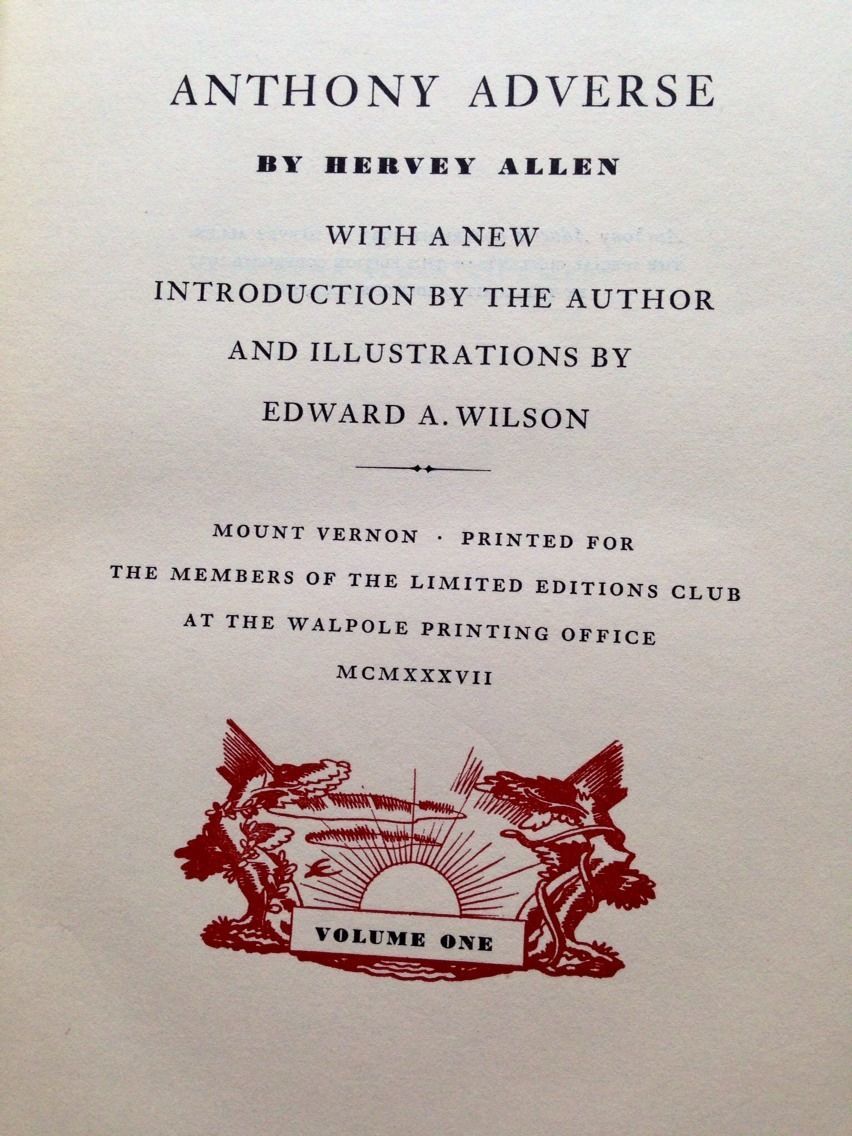 ANTHONY ADVERSE
BY HERVEY ALLEN
WITH A NEW
INTRODUCTION BY THE AUTHOR
AND ILLUSTRATIONS BY
EDWARD A. WILSON
MOUNT VERNON · PRINTED FOR
THE MEMBERS OF THE LIMITED EDITIONS CLUB
AT THE WALPOLE PRINTING OFFICE
MCMXXXVII
VOLUME ONE